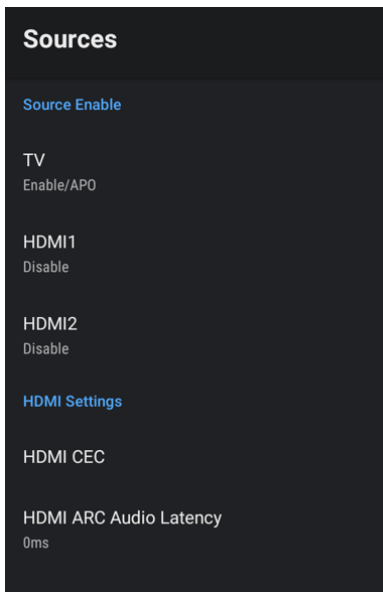 Sources
Source Enable
TV
Enable/APO
HDMI1
Disable
HDMI2
Disable
HDMI Settings
HDMI CEC
HDMI ARC Audio Latency
0ms